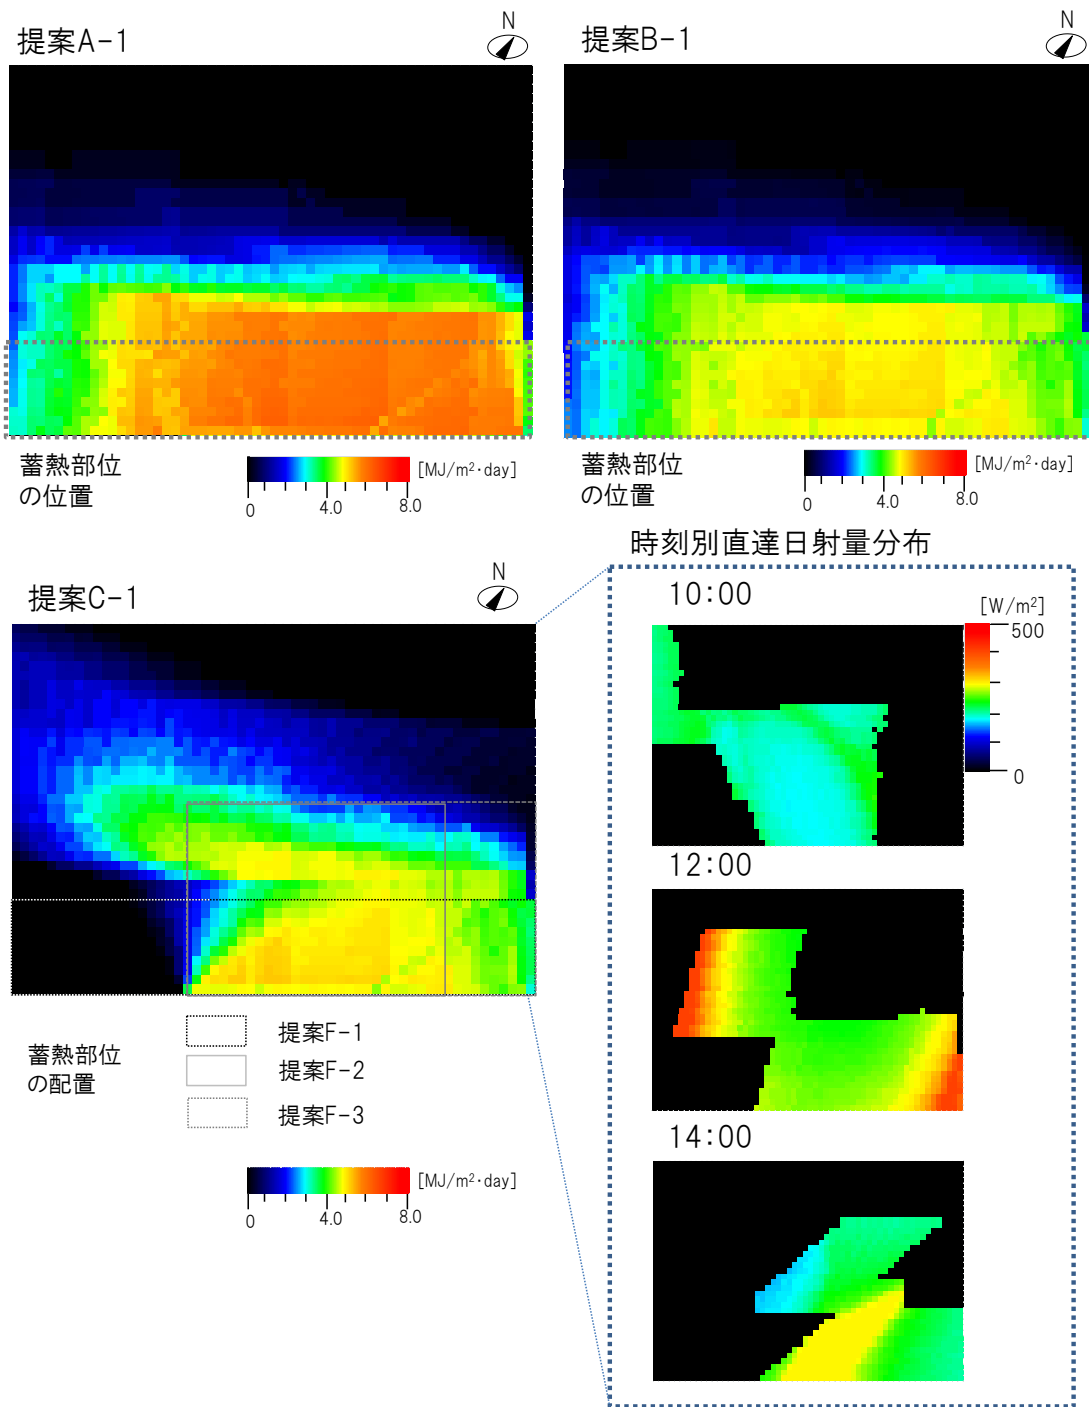 提案A-1
N
提案B-1
N
蓄熱部位
の位置
[MJ/m²·day]
0
4.0
8.0
蓄熱部位
の位置
[MJ/m²·day]
0
4.0
8.0
時刻別直達日射量分布
提案C-1
N
10:00
[W/m²]
500
0
12:00
14:00
蓄熱部位
の配置
提案F-1
提案F-2
提案F-3
[MJ/m²·day]
0
4.0
8.0